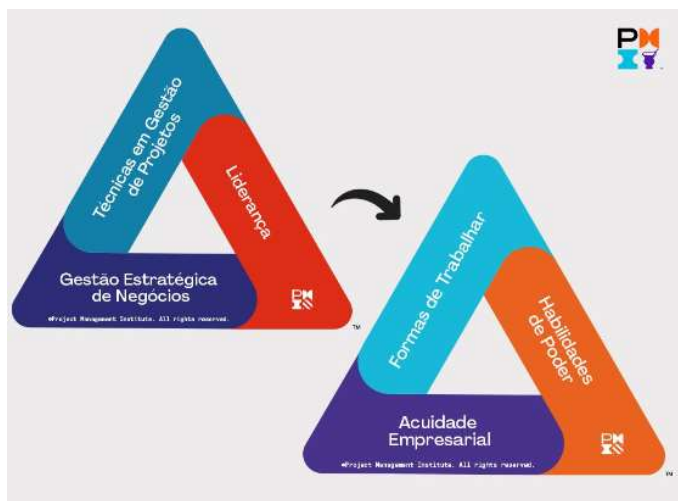 PM
Técnicas em Gestão
de Projetos
Liderança
Gestão Estratégica
de Negócios
©Project Management Institute. All rights reserved.
TM
Formas de Trabalhar
Habilidades
de Poder
Acuidade
Empresarial
©Project Management Institute. All rights reserved.
TM